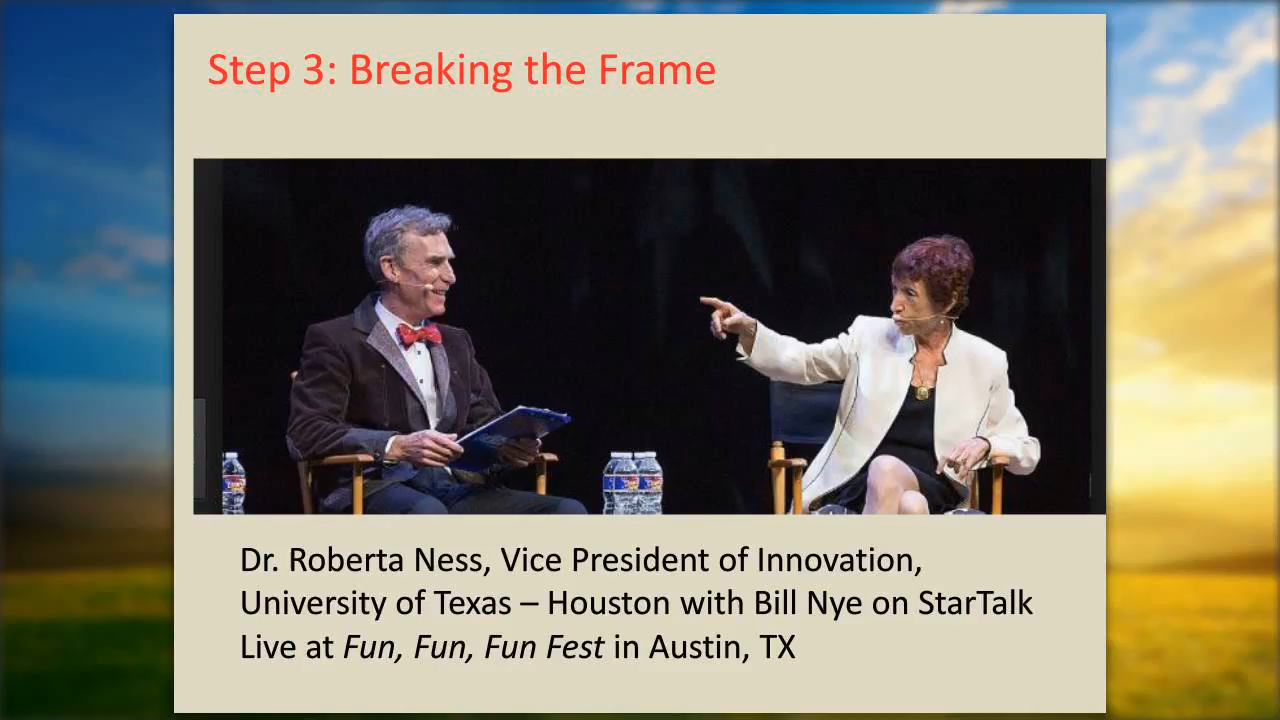 Step 3: Breaking the Frame
Dr. Roberta Ness, Vice President of Innovation,
University of Texas – Houston with Bill Nye on StarTalk
Live at Fun, Fun, Fun Fest in Austin, TX